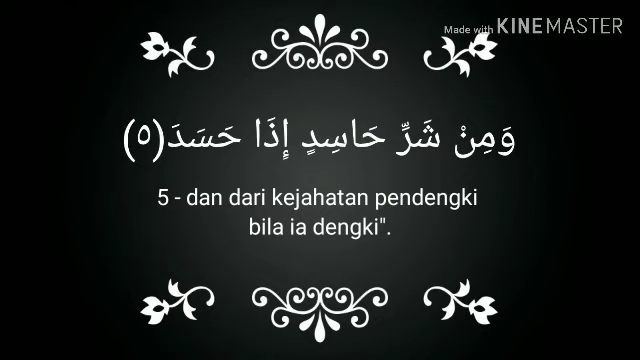 Made with KINEMASTER
وَمِنْ شَرِّ حَاسِدٍ إِذَا حَسَدَ(٥)
5 - dan dari kejahatan pendengki
bila ia dengki".